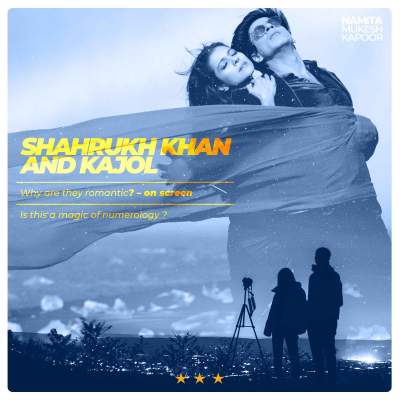 NAMITA
MUKESH
KAPOOR
SHAHRUKH KHAN
AND KAJOL
Why are they romantic? – on screen
Is this a magic of numerology ?